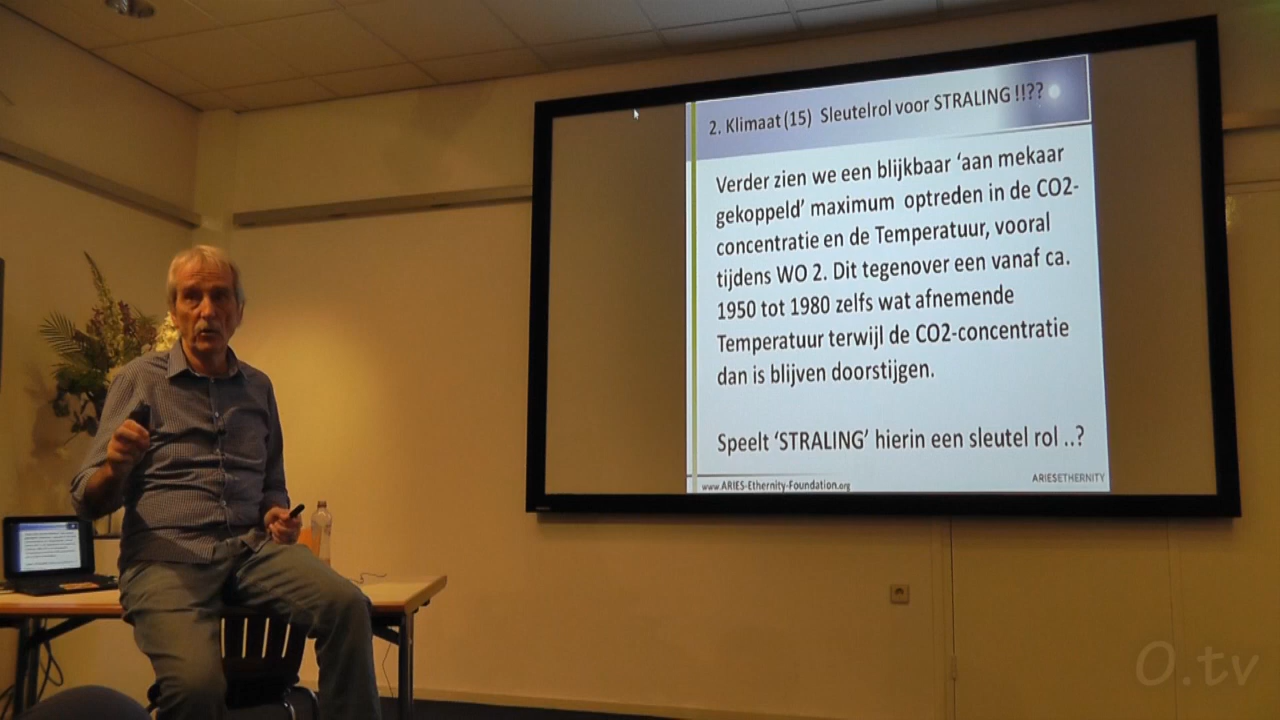 2. Klimaat (15) Sleutelrol voor STRALING !!??
Verder zien we een blijkbaar ‘aan mekaar
gekoppeld’ maximum optreden in de CO2-
concentratie en de Temperatuur, vooral
tijdens WO 2. Dit tegenover een vanaf ca.
1950 tot 1980 zelfs wat afnemende
Temperatuur terwijl de CO2-concentratie
dan is blijven doorstijgen.
Speelt ‘STRALING’ hierin een sleutel rol ..?
www.ARIES-Ethernity-Foundation.org
ARIESETHERNITY
O.tv